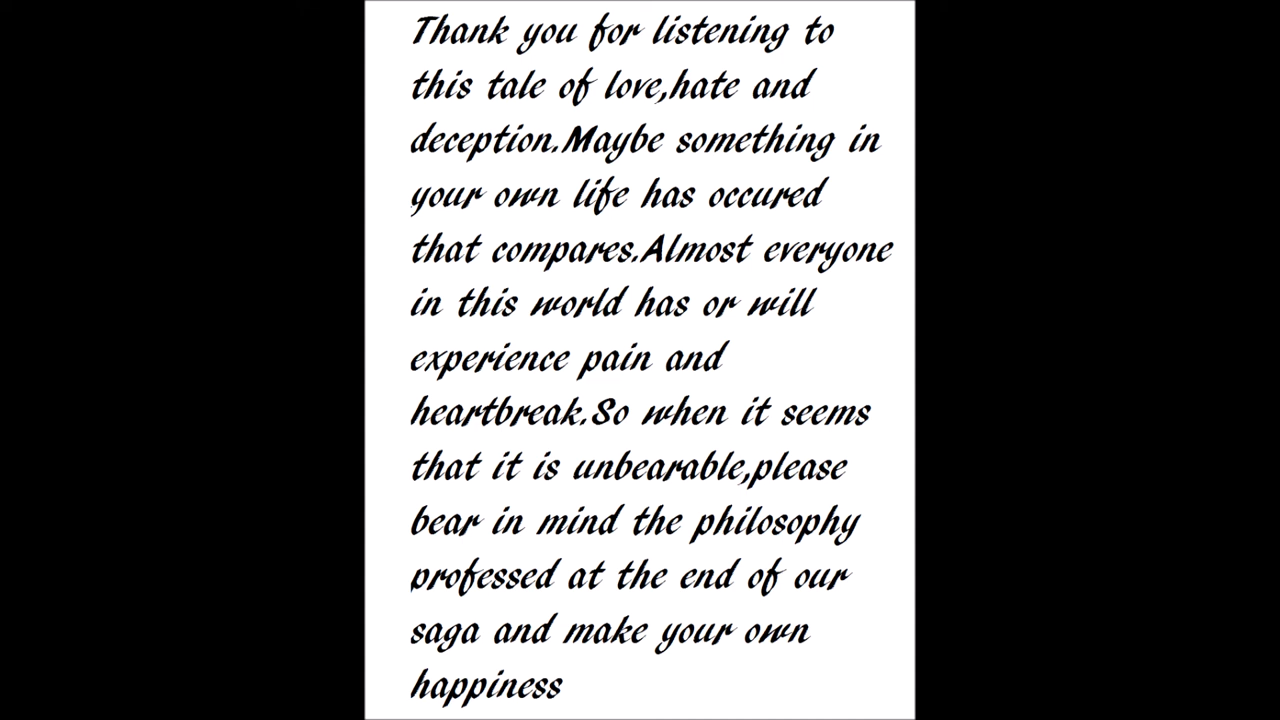 Thank you for listening to
this tale of love,hate and
deception.Maybe something in
your own life has occured
that compares.Almost everyone
in this world has or will
experience pain and
heartbreak.So when it seems
that it is unbearable,please
bear in mind the philosophy
professed at the end of our
saga and make your own
happiness